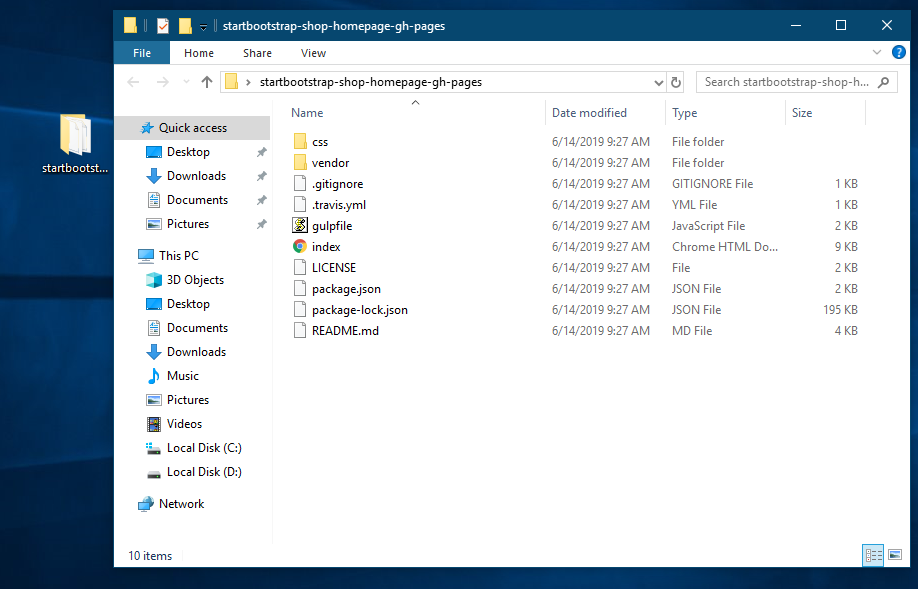 startbootstrap-shop-homepage-gh-pages
File Home Share View
startbootstrap-shop-homepage-gh-pages Search startbootstrap-shop-h...
startbootst...
Name Date modified Type Size
Quick access
Desktop
Downloads
Documents
Pictures
This PC
3D Objects
Desktop
Documents
Downloads
Music
Pictures
Videos
Local Disk (C:)
Local Disk (D:)
Network
css 6/14/2019 9:27 AM File folder
vendor 6/14/2019 9:27 AM File folder
.gitignore 6/14/2019 9:27 AM GITIGNORE File 1 KB
.travis.yml 6/14/2019 9:27 AM YML File 1 KB
gulpfile 6/14/2019 9:27 AM JavaScript File 2 KB
index 6/14/2019 9:27 AM Chrome HTML Do... 9 KB
LICENSE 6/14/2019 9:27 AM File 2 KB
package.json 6/14/2019 9:27 AM JSON File 2 KB
package-lock.json 6/14/2019 9:27 AM JSON File 195 KB
README.md 6/14/2019 9:27 AM MD File 4 KB
10 items